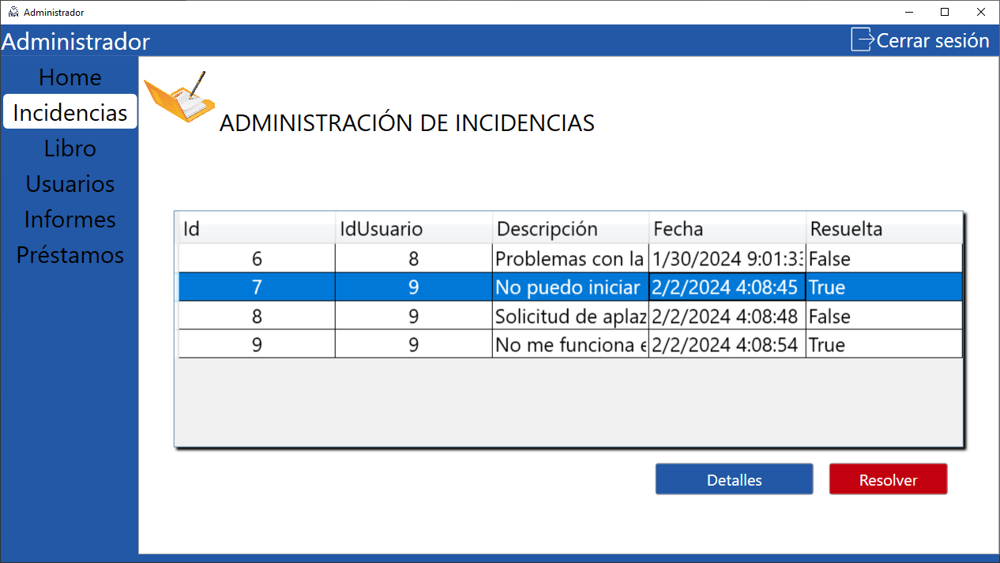 Administrador
Administrador
Cerrar sesión
Home
Incidencias
Libro
Usuarios
Informes
Préstamos
ADMINISTRACIÓN DE INCIDENCIAS
Id IdUsuario Descripción Fecha Resuelta
6 8 Problemas con la 1/30/2024 9:01:33 False
7 9 No puedo iniciar 2/2/2024 4:08:45 True
8 9 Solicitud de aplaz 2/2/2024 4:08:48 False
9 9 No me funciona e 2/2/2024 4:08:54 True
Detalles Resolver